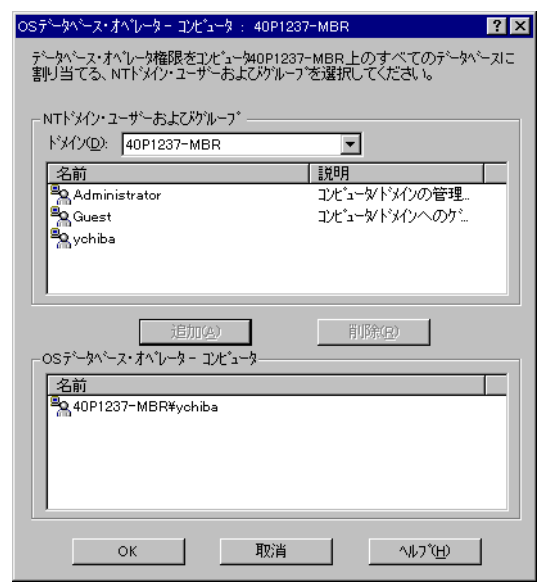 OSﾃﾞｰﾀﾍﾞｰｽ･ｵﾍﾟﾚｰﾀ - ｺﾝﾋﾟｭｰﾀ : 40P1237-MBR
ﾃﾞｰﾀﾍﾞｰｽ･ｵﾍﾟﾚｰﾀ権限をｺﾝﾋﾟｭｰﾀ40P1237-MBR上のすべてのﾃﾞｰﾀﾍﾞｰｽに
割り当てる、NTﾄﾞﾒｲﾝ･ﾕｰｻﾞｰおよびｸﾞﾙｰﾌﾟを選択してください。
NTﾄﾞﾒｲﾝ･ﾕｰｻﾞｰおよびｸﾞﾙｰﾌﾟ
ﾄﾞﾒｲﾝ(D): 40P1237-MBR
名前 説明
Administrator ｺﾝﾋﾟｭｰﾀ/ﾄﾞﾒｲﾝの管理...
Guest ｺﾝﾋﾟｭｰﾀ/ﾄﾞﾒｲﾝへのｹﾞ...
ychiba
追加(A) 削除(R)
OSﾃﾞｰﾀﾍﾞｰｽ･ｵﾍﾟﾚｰﾀ - ｺﾝﾋﾟｭｰﾀ
名前
40P1237-MBR¥ychiba
OK 取消 ﾍﾙﾌﾟ(H)